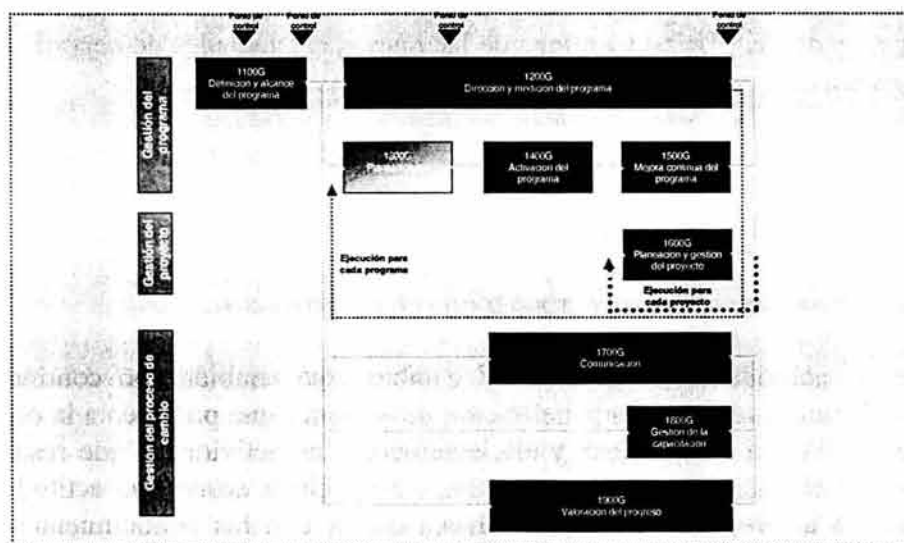 Punto de
control
Punto de
control
Punto de
control
Punto de
control
Gestión del
programa
1100G
Definición y alcance
del programa
1200G
Dirección y medición del programa
1300G
1400G
Activación del
programa
1500G
Mejora continua del
programa
Gestión del
proyecto
1600G
Planeación y gestión
del proyecto
Ejecución para
cada programa
Ejecución para
cada proyecto
Gestión del proceso de
cambio
1700G
Comunicación
1800G
Gestión de la
capacitación
1900G
Valoración del progreso